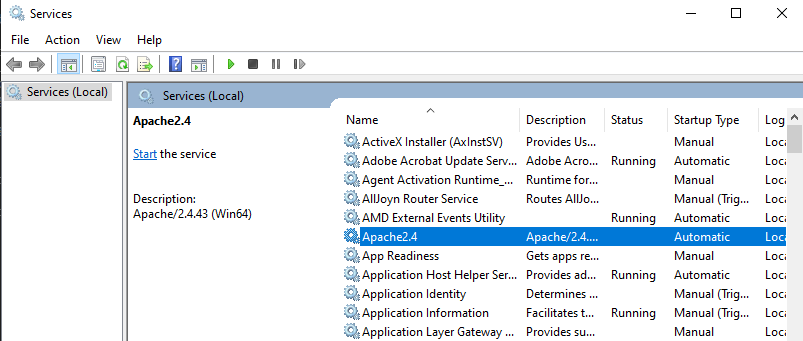 Services
File Action View Help
Services (Local)
Services (Local)
Apache2.4
Start the service
Description:
Apache/2.4.43 (Win64)
Name Description Status Startup Type Log
ActiveX Installer (AxInstSV) Provides Us... Manual Loca
Adobe Acrobat Update Serv... Adobe Acro... Running Automatic Loca
Agent Activation Runtime_... Runtime for... Manual Loca
AllJoyn Router Service Routes AllJo... Manual (Trig... Loca
AMD External Events Utility Running Automatic Loca
Apache2.4 Apache/2.4.... Automatic Loca
App Readiness Gets apps re... Manual Loca
Application Host Helper Ser... Provides ad... Running Automatic Loca
Application Identity Determines ... Manual (Trig... Loca
Application Information Facilitates t... Running Manual (Trig... Loca
Application Layer Gateway ... Provides su... Manual Loca